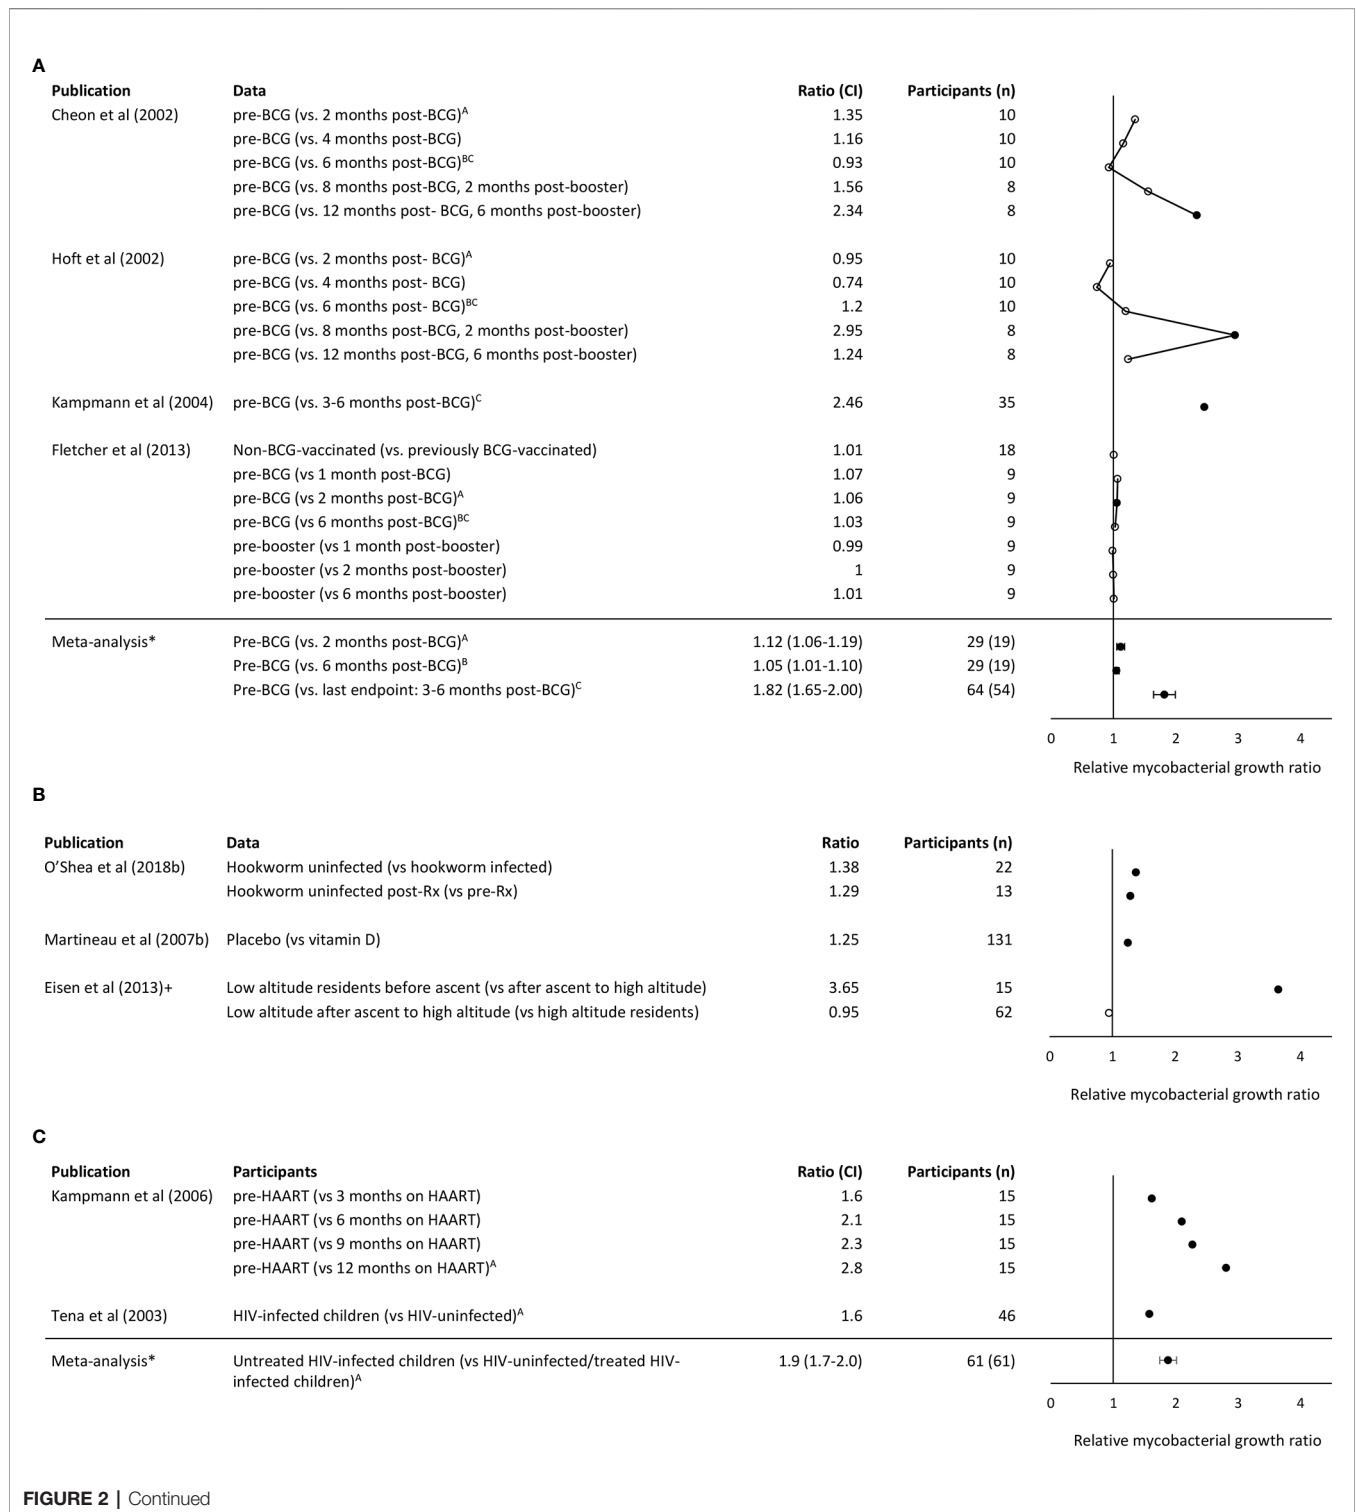 A
Publication Data Ratio (CI) Participants (n)
Cheon et al (2002) pre-BCG (vs. 2 months post-BCG)A 1.35 10
pre-BCG (vs. 4 months post-BCG) 1.16 10
pre-BCG (vs. 6 months post-BCG)BC 0.93 10
pre-BCG (vs. 8 months post-BCG, 2 months post-booster) 1.56 8
pre-BCG (vs. 12 months post- BCG, 6 months post-booster) 2.34 8
Hoft et al (2002) pre-BCG (vs. 2 months post- BCG)A 0.95 10
pre-BCG (vs. 4 months post- BCG) 0.74 10
pre-BCG (vs. 6 months post- BCG)BC 1.2 10
pre-BCG (vs. 8 months post-BCG, 2 months post-booster) 2.95 8
pre-BCG (vs. 12 months post-BCG, 6 months post-booster) 1.24 8
Kampmann et al (2004) pre-BCG (vs. 3-6 months post-BCG)C 2.46 35
Fletcher et al (2013) Non-BCG-vaccinated (vs. previously BCG-vaccinated) 1.01 18
pre-BCG (vs 1 month post-BCG) 1.07 9
pre-BCG (vs 2 months post-BCG)A 1.06 9
pre-BCG (vs 6 months post-BCG)BC 1.03 9
pre-booster (vs 1 month post-booster) 0.99 9
pre-booster (vs 2 months post-booster) 1 9
pre-booster (vs 6 months post-booster) 1.01 9
Meta-analysis* Pre-BCG (vs. 2 months post-BCG)A 1.12 (1.06-1.19) 29 (19)
Pre-BCG (vs. 6 months post-BCG)B 1.05 (1.01-1.10) 29 (19)
Pre-BCG (vs. last endpoint: 3-6 months post-BCG)C 1.82 (1.65-2.00) 64 (54)
0 1 2 3 4
Relative mycobacterial growth ratio
B
Publication Data Ratio Participants (n)
O'Shea et al (2018b) Hookworm uninfected (vs hookworm infected) 1.38 22
Hookworm uninfected post-Rx (vs pre-Rx) 1.29 13
Martineau et al (2007b) Placebo (vs vitamin D) 1.25 131
Eisen et al (2013)+ Low altitude residents before ascent (vs after ascent to high altitude) 3.65 15
Low altitude after ascent to high altitude (vs high altitude residents) 0.95 62
0 1 2 3 4
Relative mycobacterial growth ratio
C
Publication Participants Ratio (CI) Participants (n)
Kampmann et al (2006) pre-HAART (vs 3 months on HAART) 1.6 15
pre-HAART (vs 6 months on HAART) 2.1 15
pre-HAART (vs 9 months on HAART) 2.3 15
pre-HAART (vs 12 months on HAART)A 2.8 15
Tena et al (2003) HIV-infected children (vs HIV-uninfected)A 1.6 46
Meta-analysis* Untreated HIV-infected children (vs HIV-uninfected/treated HIV- 1.9 (1.7-2.0) 61 (61)
infected children)A
0 1 2 3 4
Relative mycobacterial growth ratio
FIGURE 2 | Continued